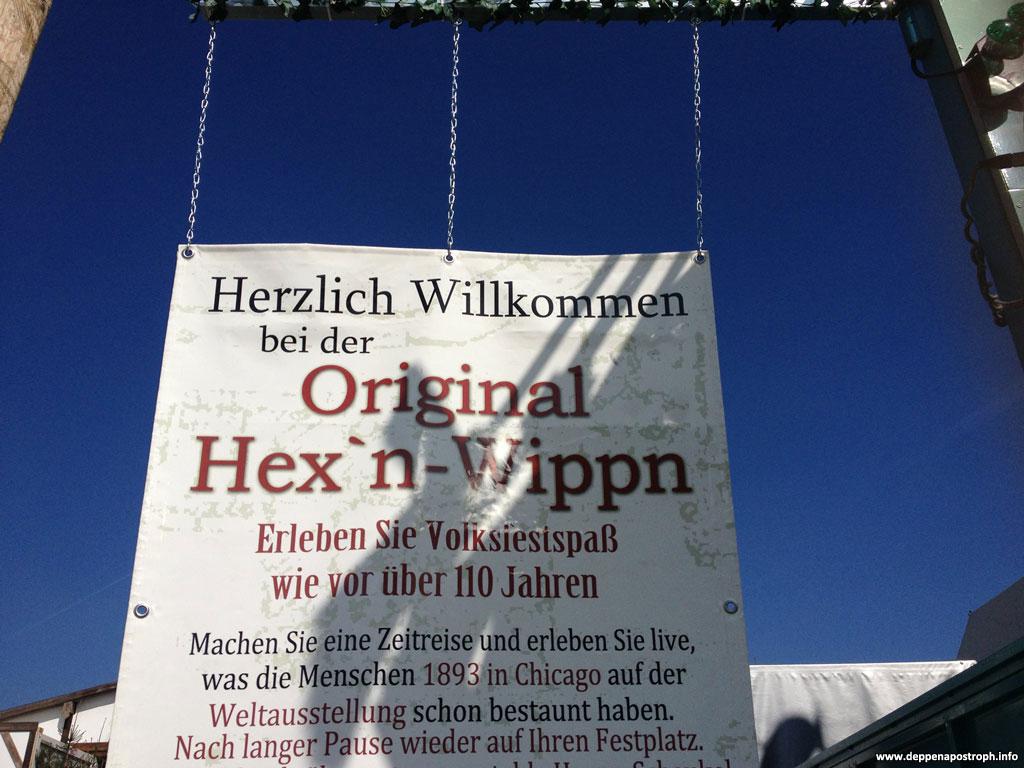 Herzlich Willkommen
bei der
Original
Hex`n-Wippn
Erleben Sie Volksfestspaß
wie vor über 110 Jahren
Machen Sie eine Zeitreise und erleben Sie live,
was die Menschen 1893 in Chicago auf der
Weltausstellung schon bestaunt haben.
Nach langer Pause wieder auf Ihren Festplatz.
www.deppenapostroph.info